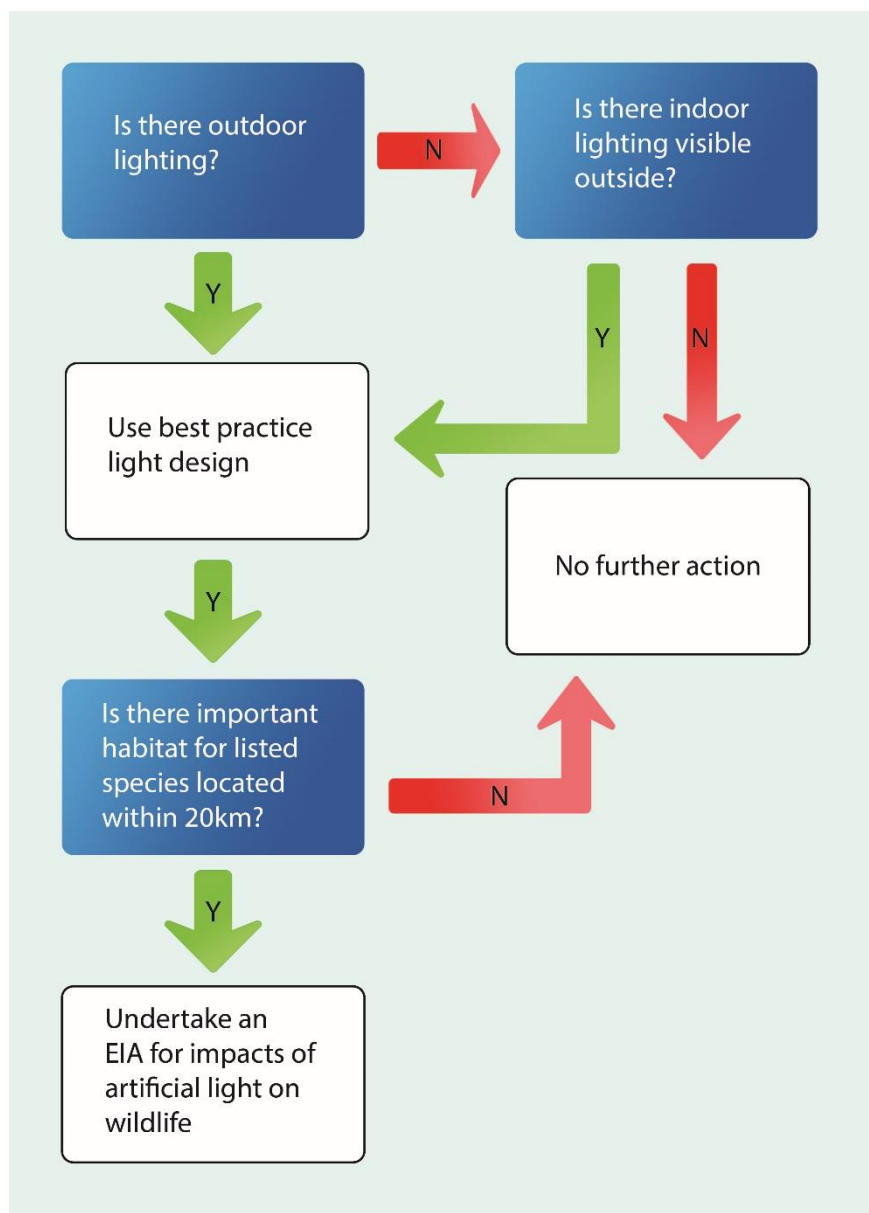 Is there outdoor
lighting?
N
Is there indoor
lighting visible
outside?
Y
Y
N
Use best practice
light design
No further action
Y
Is there important
habitat for listed
species located
within 20km?
N
Y
Undertake an
EIA for impacts of
artificial light on
wildlife